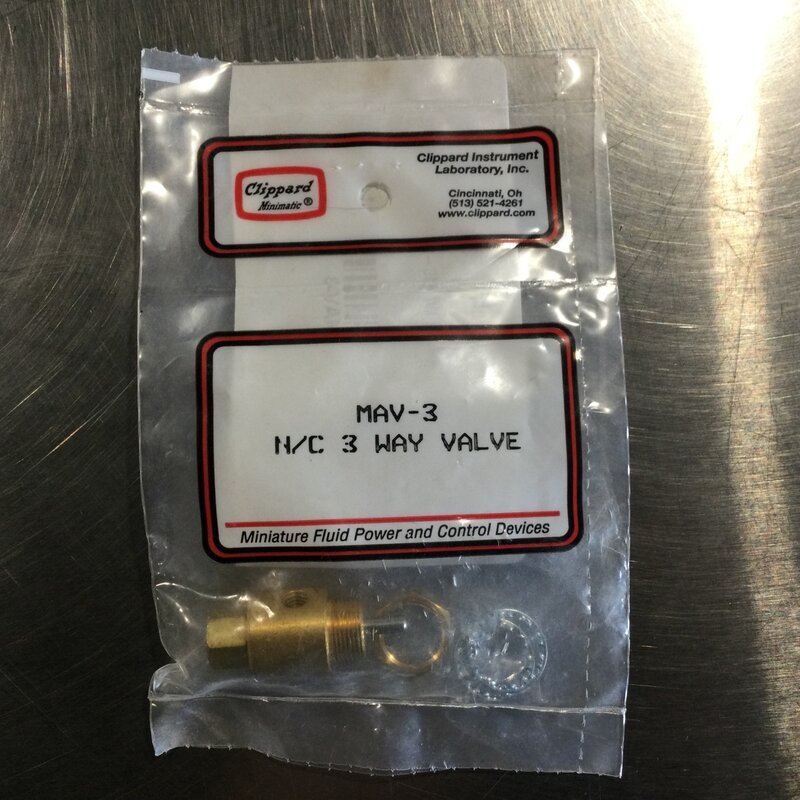 Clippard
Minimatic ®
Clippard Instrument
Laboratory, Inc.
Cincinnati, Oh
(513) 521-4261
www.clippard.com
MAV-3
N/C 3 WAY VALVE
Miniature Fluid Power and Control Devices